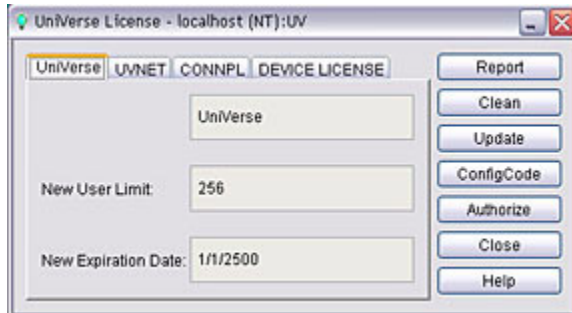 UniVerse License - localhost (NT):UV
UniVerse UVNET CONNPL DEVICE LICENSE
Report
Clean
UniVerse
Update
ConfigCode
New User Limit: 256
Authorize
Close
New Expiration Date: 1/1/2500
Help